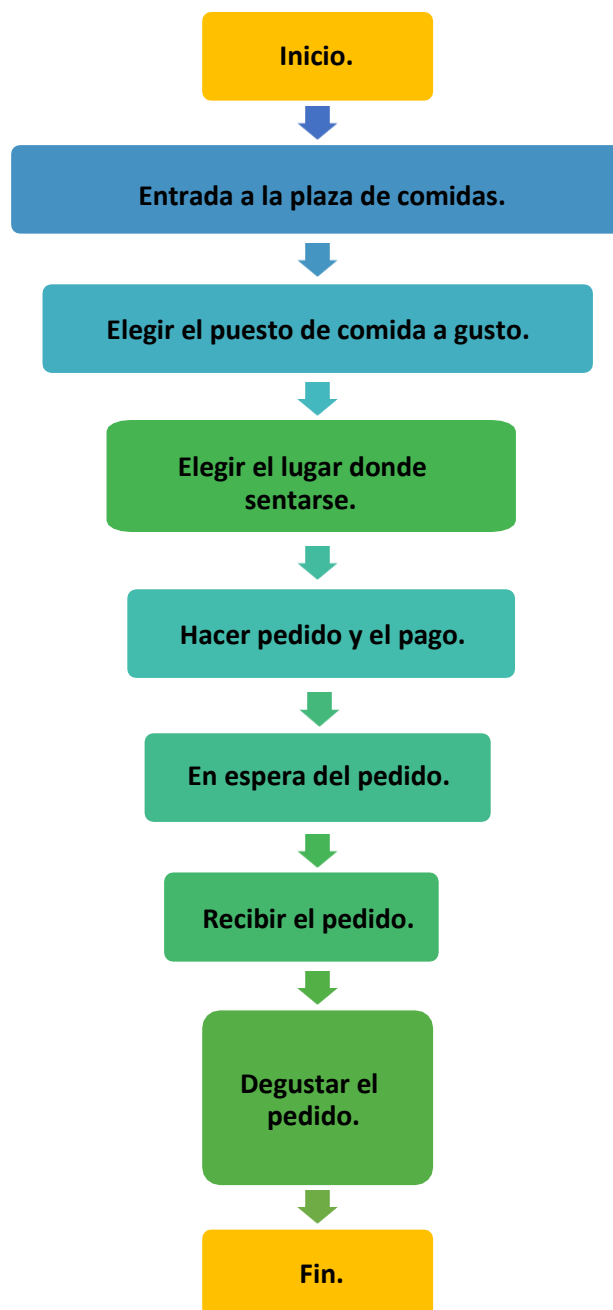 Inicio.
Entrada a la plaza de comidas.
Elegir el puesto de comida a gusto.
Elegir el lugar donde
sentarse.
Hacer pedido y el pago.
En espera del pedido.
Recibir el pedido.
Degustar el
pedido.
Fin.